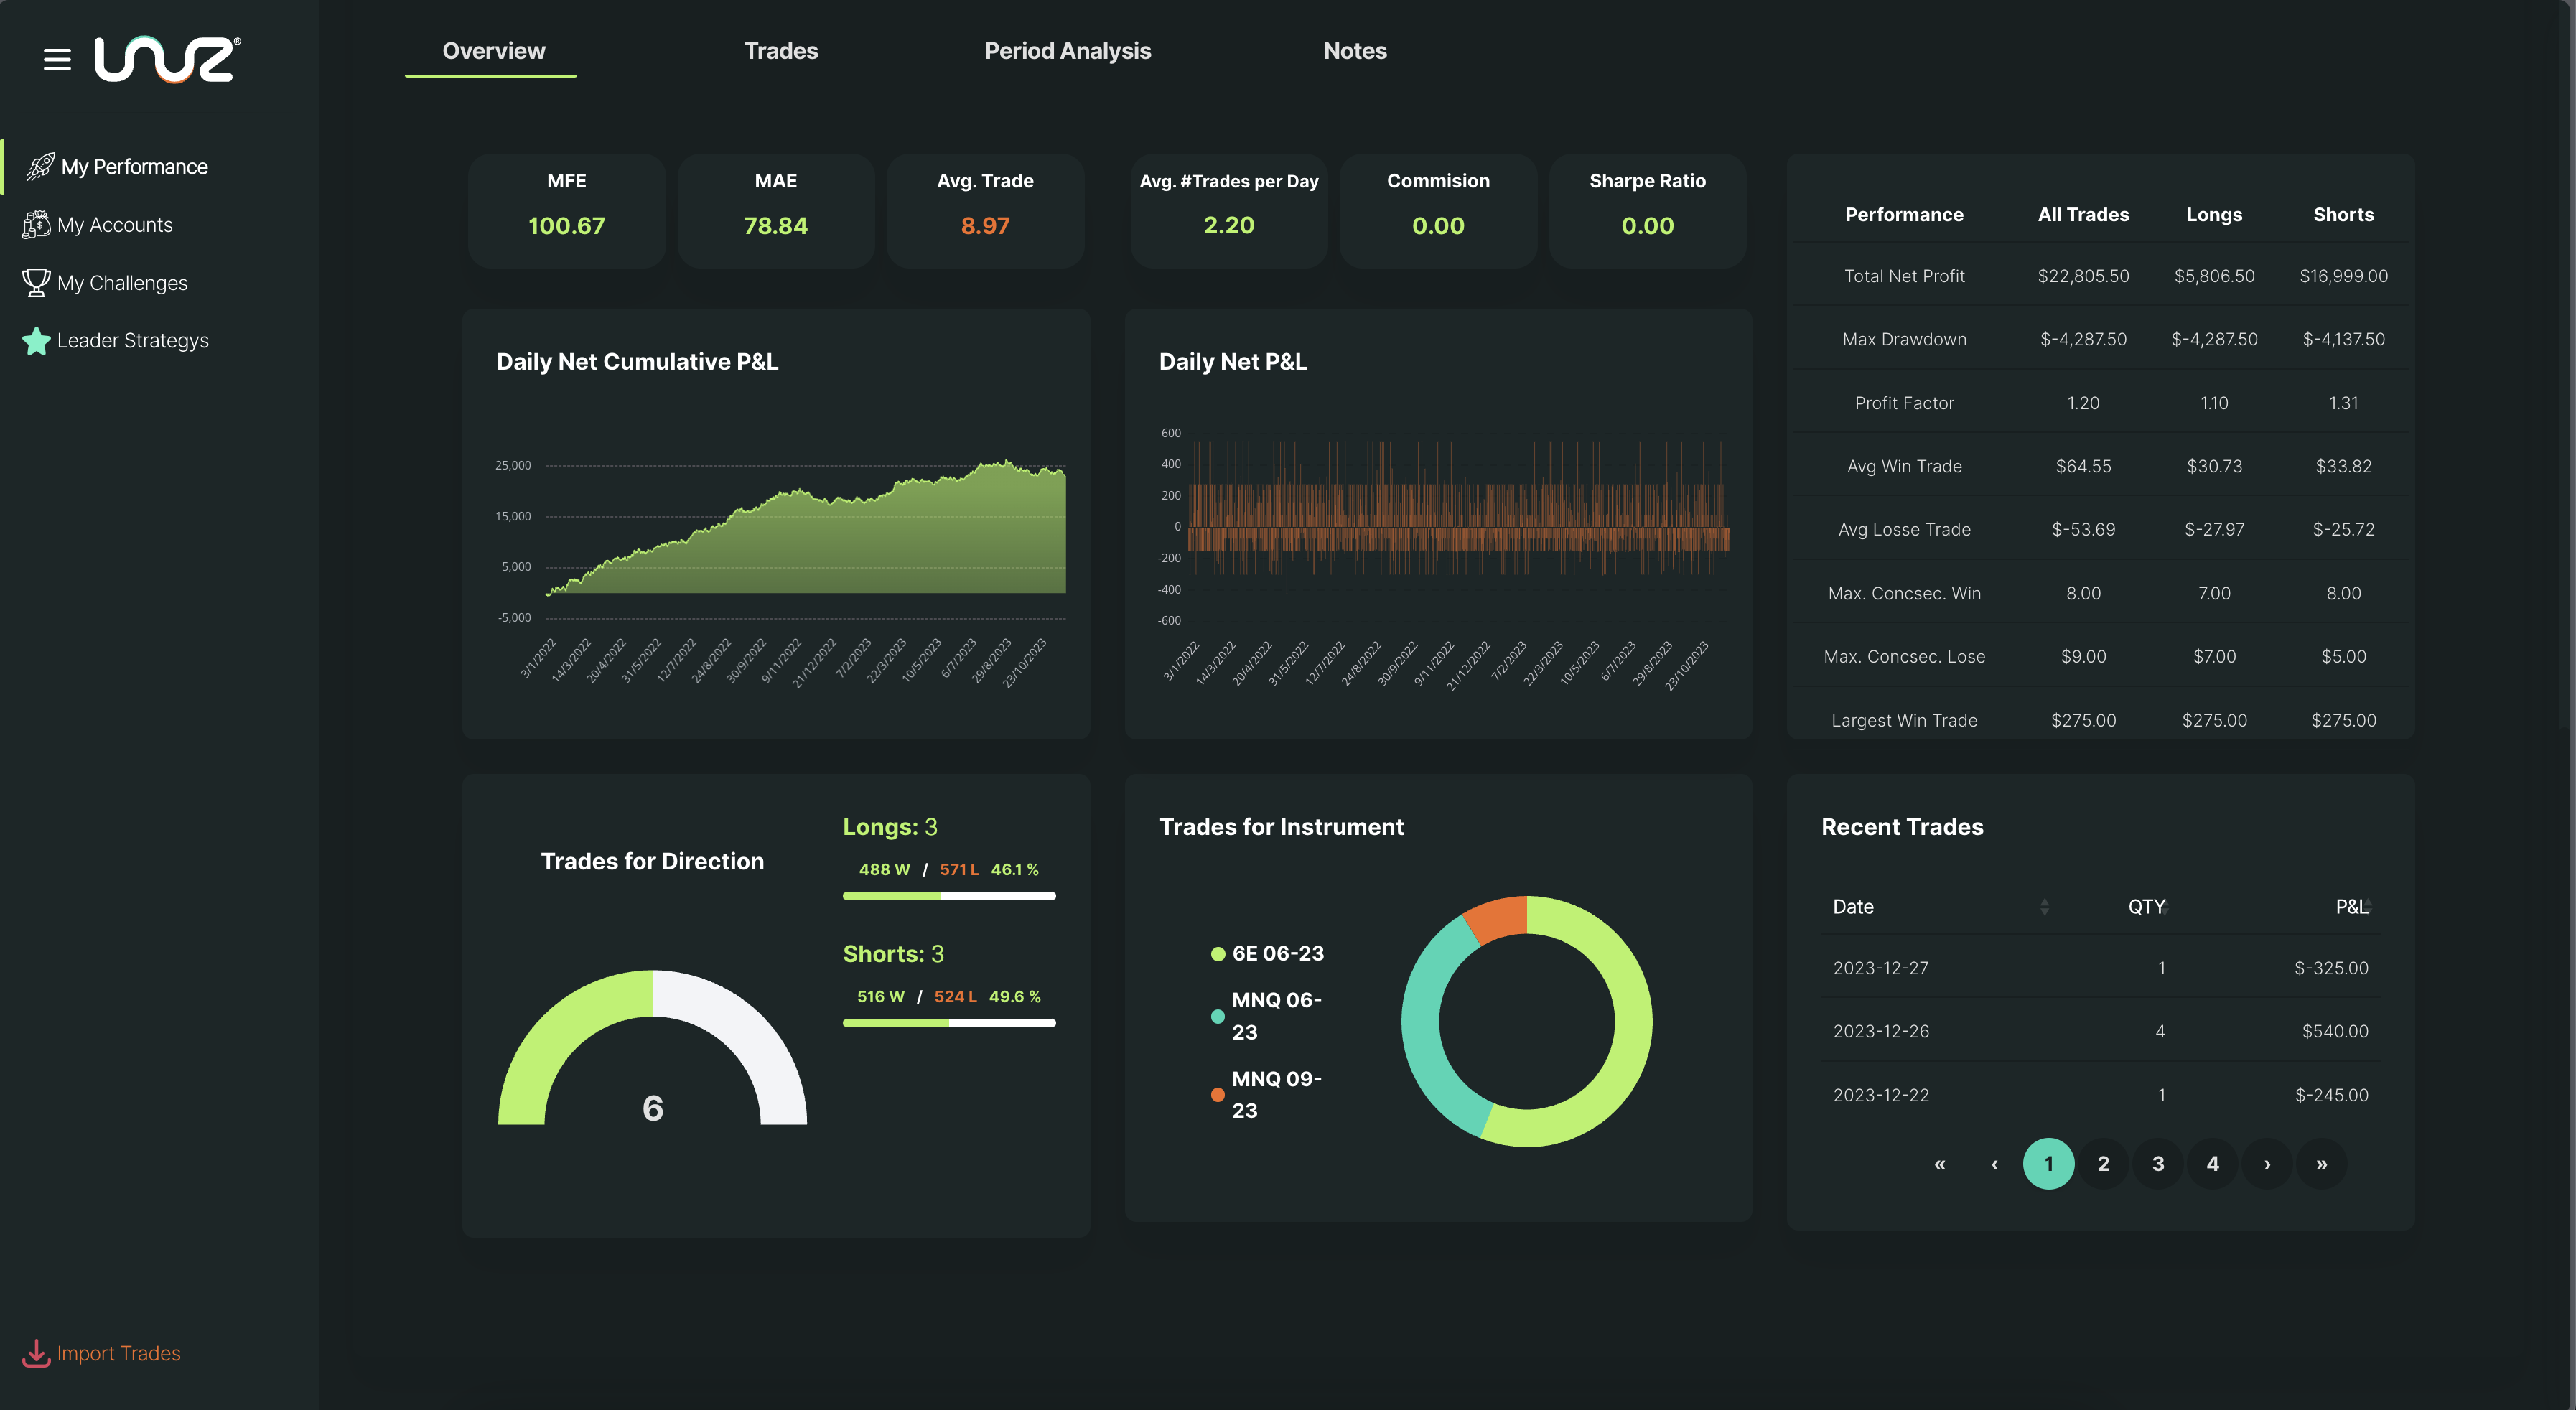 UNUZ®
Overview
Trades
Period Analysis
Notes
My Performance
My Accounts
My Challenges
Leader Strategys
Import Trades
MFE
100.67
MAE
78.84
Avg. Trade
8.97
Avg. #Trades per Day
2.20
Commision
0.00
Sharpe Ratio
0.00
Daily Net Cumulative P&L
25,000
15,000
5,000
-5,000
3/1/2022
14/3/2022
20/4/2022
31/5/2022
12/7/2022
24/8/2022
30/9/2022
9/11/2022
21/12/2022
7/2/2023
22/3/2023
10/5/2023
6/7/2023
29/8/2023
23/10/2023
Daily Net P&L
600
400
200
0
-200
-400
-600
3/1/2022
14/3/2022
20/4/2022
31/5/2022
12/7/2022
24/8/2022
30/9/2022
9/11/2022
21/12/2022
7/2/2023
22/3/2023
10/5/2023
6/7/2023
29/8/2023
23/10/2023
Performance All Trades Longs Shorts
Total Net Profit $22,805.50 $5,806.50 $16,999.00
Max Drawdown $-4,287.50 $-4,287.50 $-4,137.50
Profit Factor 1.20 1.10 1.31
Avg Win Trade $64.55 $30.73 $33.82
Avg Losse Trade $-53.69 $-27.97 $-25.72
Max. Concsec. Win 8.00 7.00 8.00
Max. Concsec. Lose $9.00 $7.00 $5.00
Largest Win Trade $275.00 $275.00 $275.00
Trades for Direction
6
Longs: 3
488 W / 571 L 46.1 %
Shorts: 3
516 W / 524 L 49.6 %
Trades for Instrument
6E 06-23
MNQ 06-
23
MNQ 09-
23
Recent Trades
Date QTY P&L
2023-12-27 1 $-325.00
2023-12-26 4 $540.00
2023-12-22 1 $-245.00
« ‹ 1 2 3 4 › »